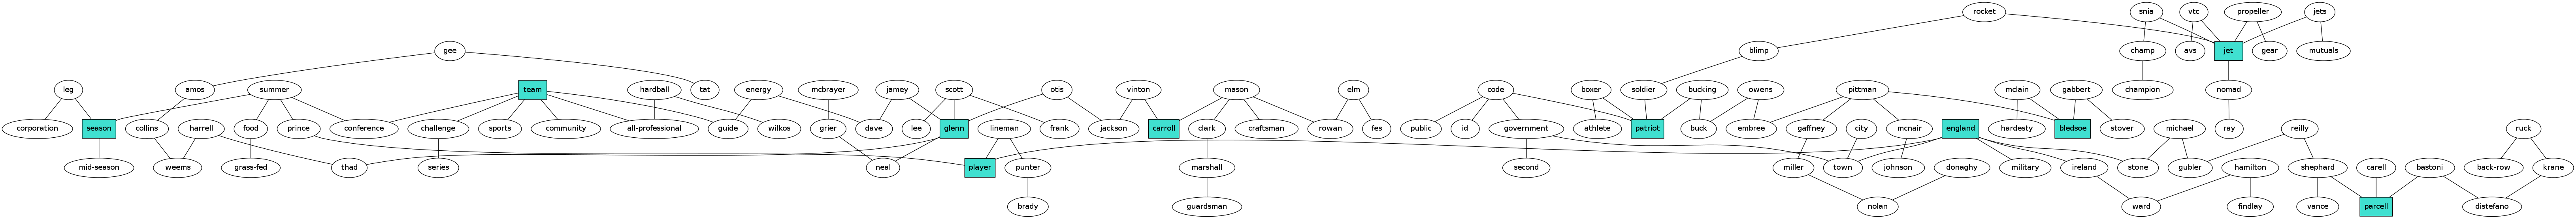 rocket snia vtc propeller jets
gee blimp champ avs jet gear mutuals
leg amos summer team hardball tat energy mcbrayer jamey scott otis vinton mason elm code boxer soldier bucking owens pittman mclain gabbert champion nomad
corporation season collins harrell food prince conference challenge sports community all-professional guide wilkos grier dave lee glenn lineman frank jackson carroll clark craftsman rowan fes public id government athlete patriot buck embree gaffney city mcnair england hardesty bledsoe stover michael ray reilly ruck
mid-season weems grass-fed thad series neal player punter marshall second miller town johnson donaghy military ireland stone gubler hamilton shephard carell bastoni back-row krane
brady guardsman nolan ward findlay vance parcell distefano